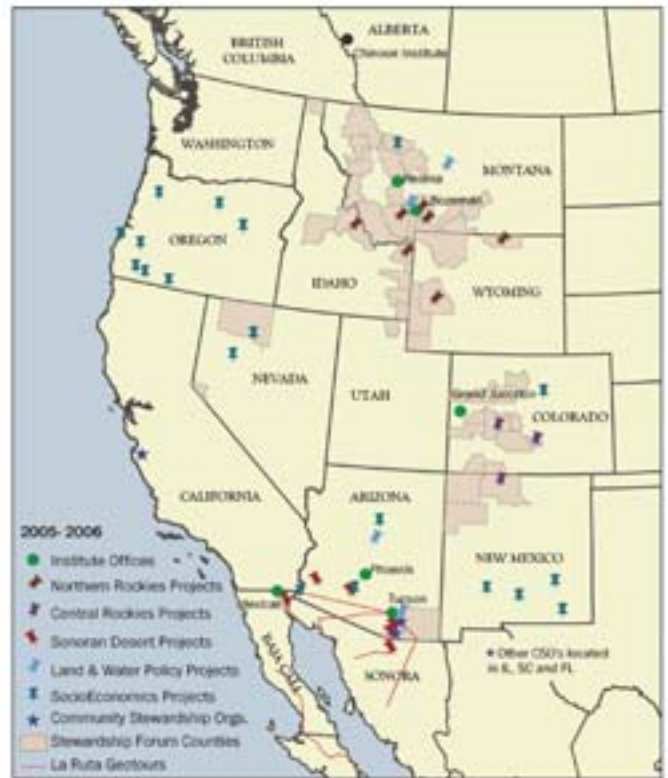 ALBERTA
BRITISH
COLUMBIA
Chinook Institute
WASHINGTON
MONTANA
Helena
Bozeman
OREGON
IDAHO
WYOMING
NEVADA
UTAH
Grand Junction
COLORADO
CALIFORNIA
ARIZONA
NEW MEXICO
Phoenix
Tucson
Mexicali
BAJA CALI
SONORA
2005- 2006
Institute Offices
Northern Rockies Projects
Central Rockies Projects
Sonoran Desert Projects
Land & Water Policy Projects
SocioEconomics Projects
Community Stewardship Orgs.
Stewardship Forum Counties
La Ruta Geotours
Other CSO's located
in IL, SC and FL